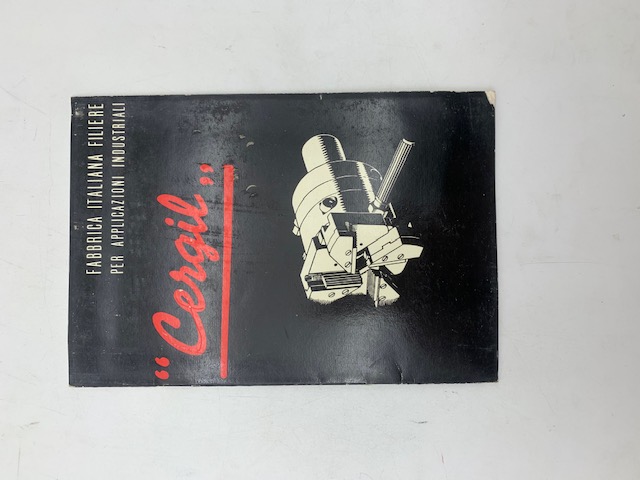 FABBRICA ITALIANA FILIERE
PER APPLICAZIONI INDUSTRIALI
"Cergil"